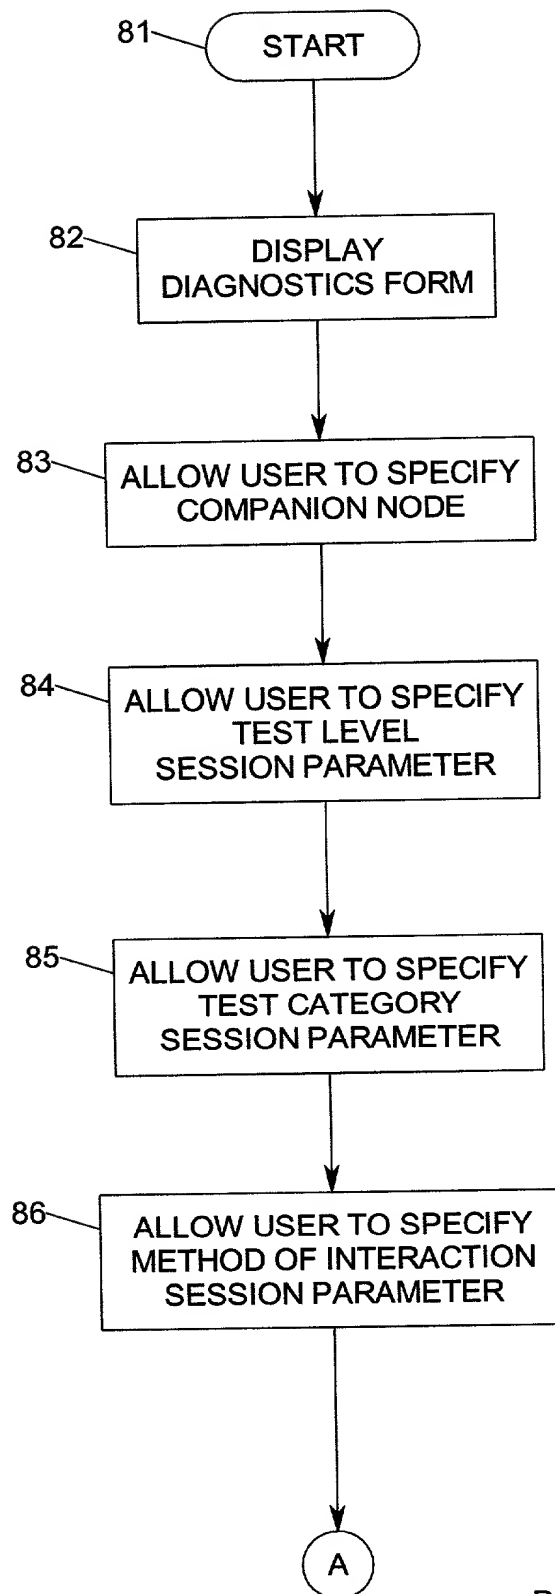 81
START
82
DISPLAY
DIAGNOSTICS FORM
83
ALLOW USER TO SPECIFY
COMPANION NODE
84
ALLOW USER TO SPECIFY
TEST LEVEL
SESSION PARAMETER
85
ALLOW USER TO SPECIFY
TEST CATEGORY
SESSION PARAMETER
86
ALLOW USER TO SPECIFY
METHOD OF INTERACTION
SESSION PARAMETER
A